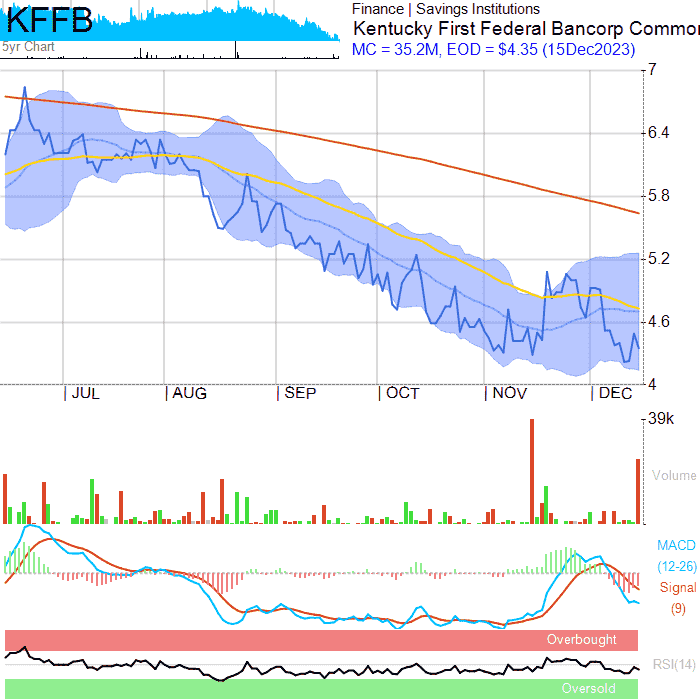 KFFB
5yr Chart
Finance | Savings Institutions
Kentucky First Federal Bancorp Common
MC = 35.2M, EOD = $4.35 (15Dec2023)
7
6.4
5.8
5.2
4.6
4
JUL AUG SEP OCT NOV DEC
39k
Volume
MACD
(12-26)
Signal
(9)
Overbought
RSI(14)
Oversold